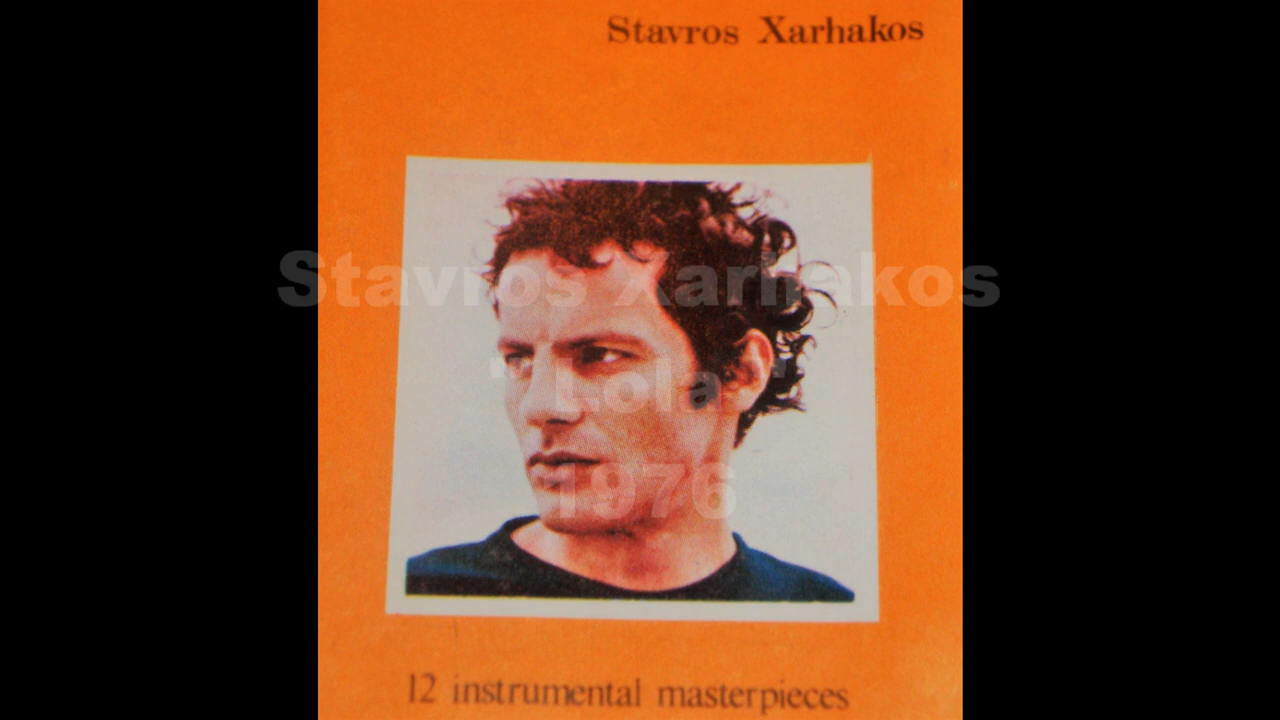 Stavros Xarhakos
Stavros Xarhakos
" Lola "
1976
12 instrumental masterpieces